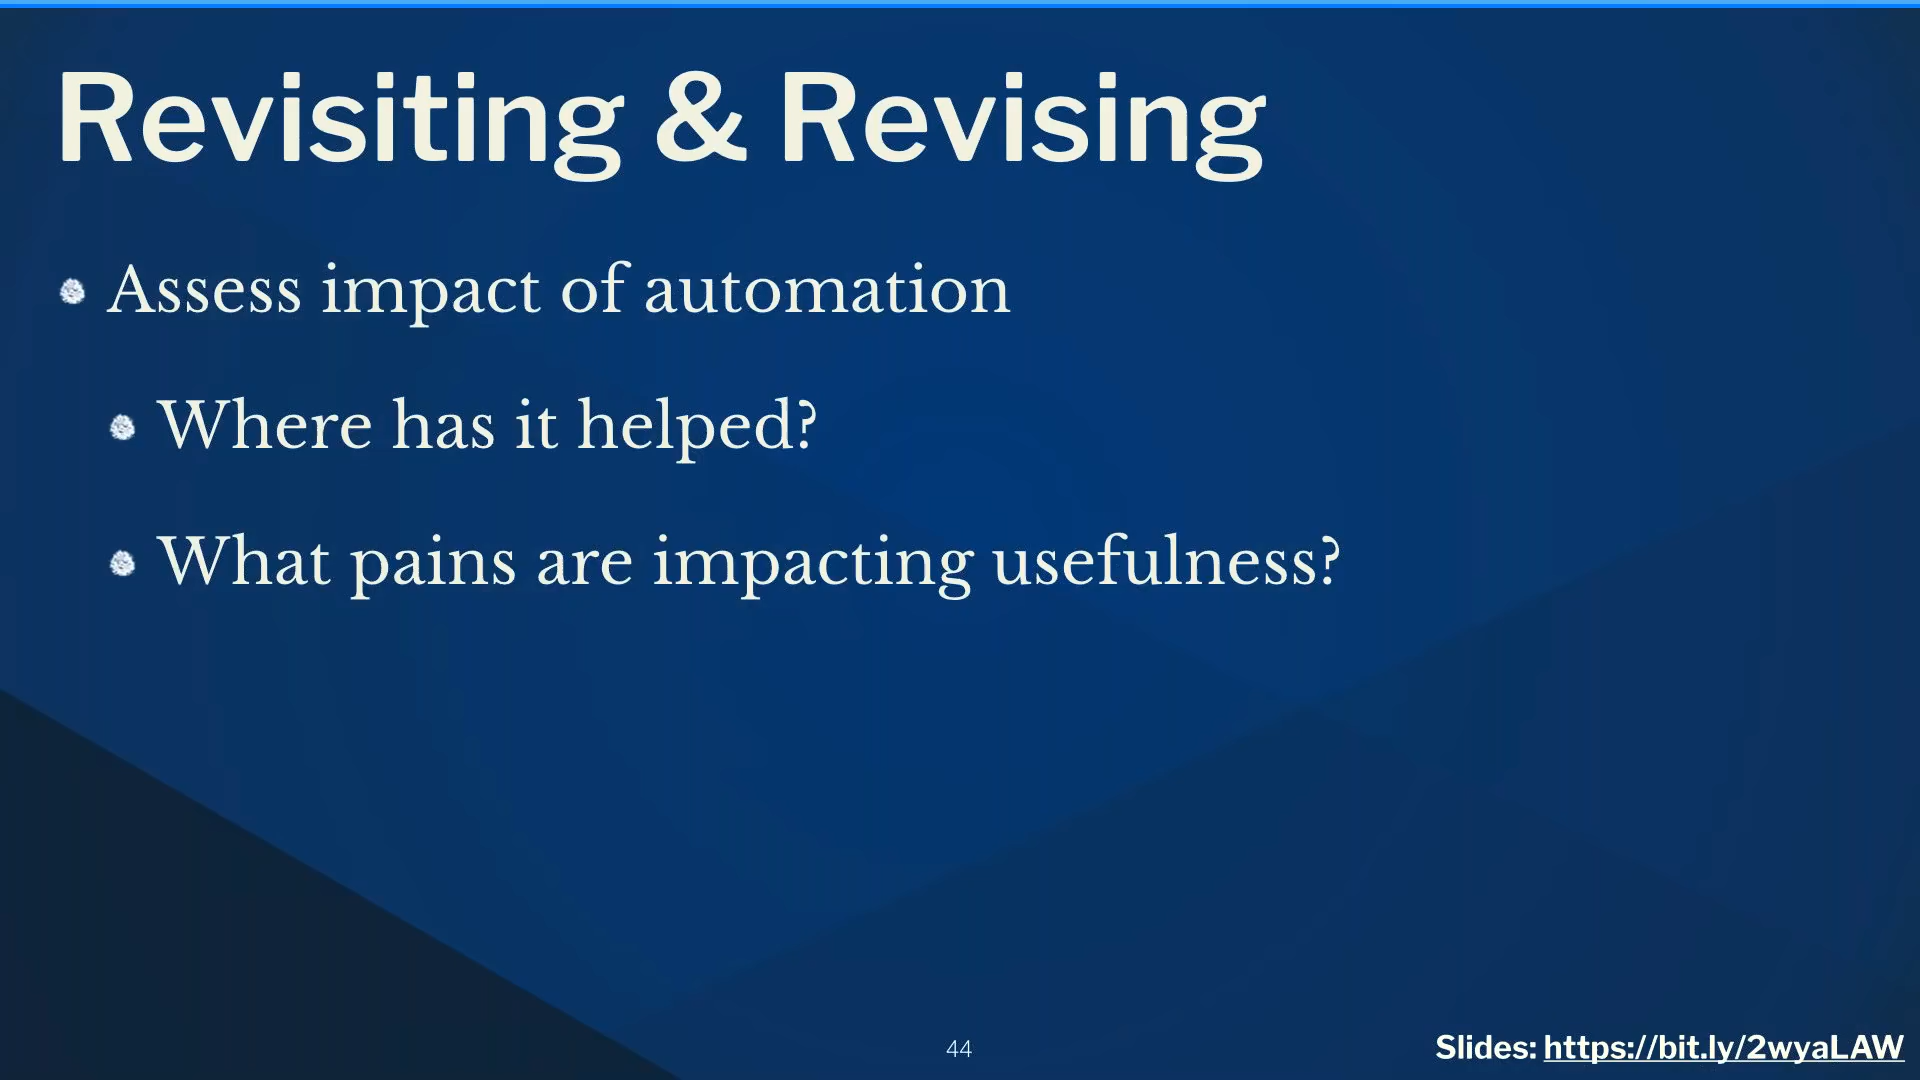 Revisiting & Revising
Assess impact of automation
Where has it helped?
What pains are impacting usefulness?
44
Slides: https://bit.ly/2wyaLAW